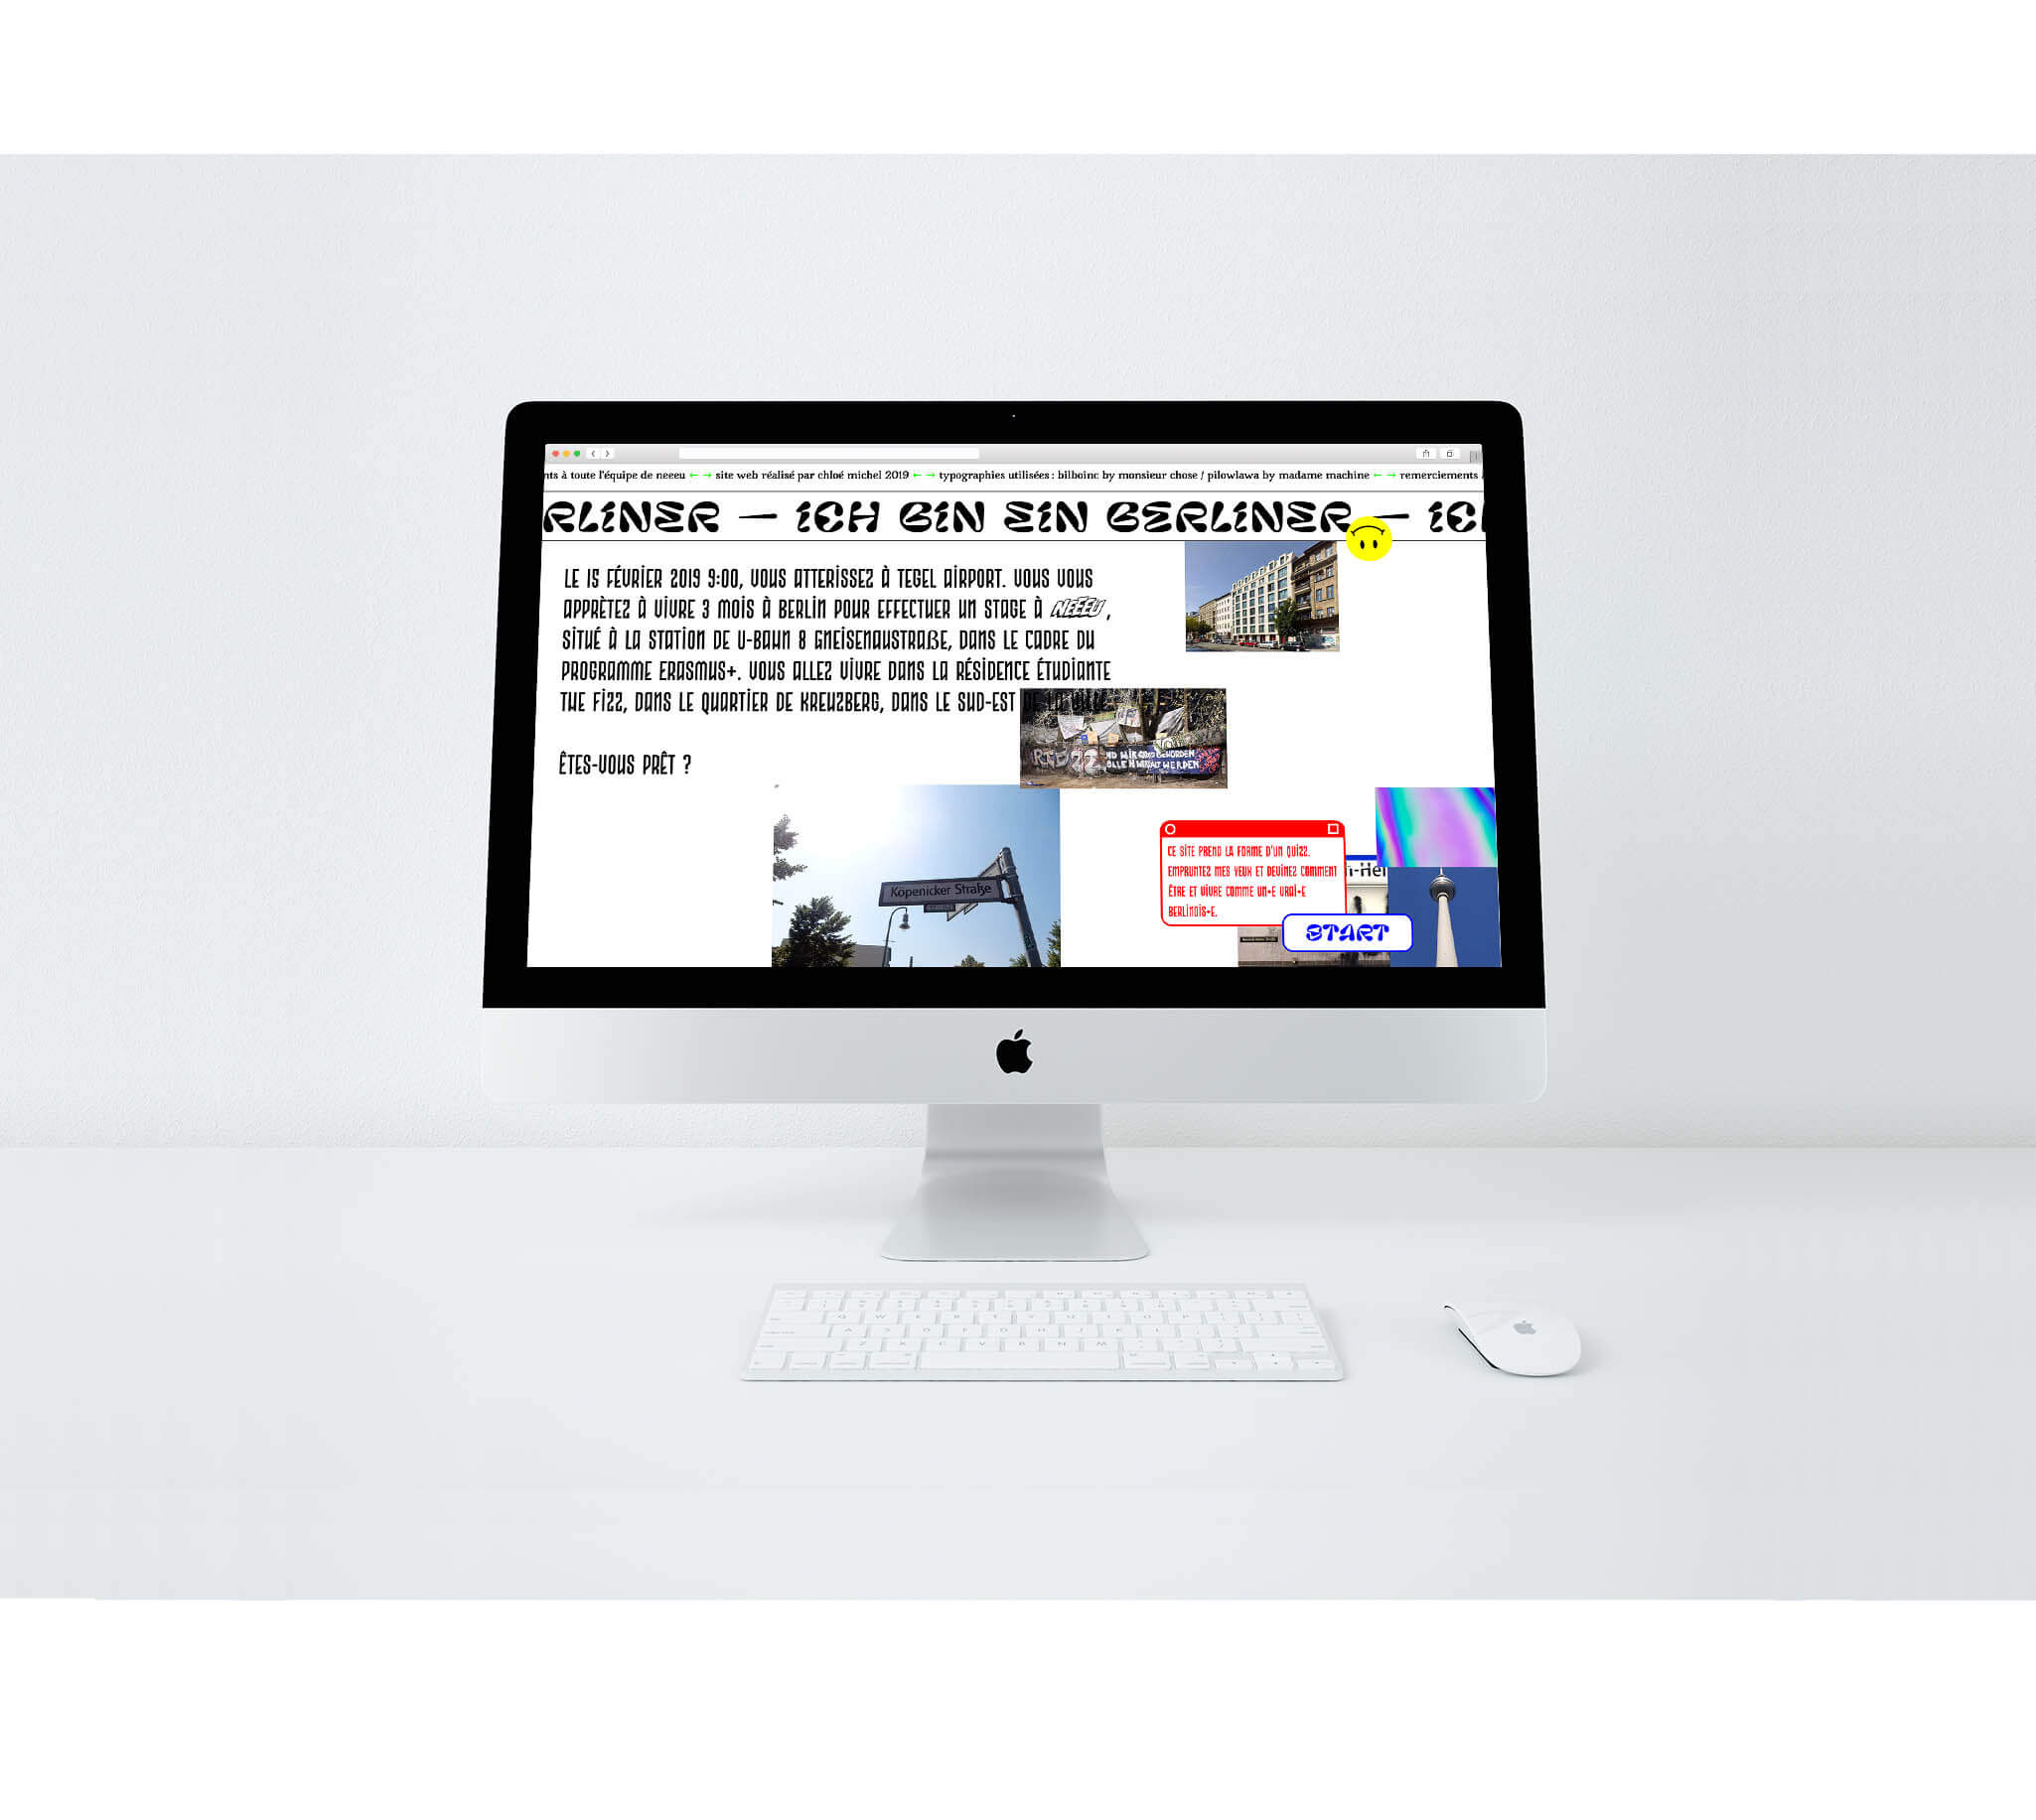 nts à toute l'équipe de neeeu ← → site web réalisé par chloé michel 2019 ← → typographies utilisées : bilboinc by monsieur chose / pilowlawa by madame machine ← → remerciements
RLINER — ICH BIN EIN BERLINER — ICH
LE 15 FÉVRIER 2019 9:00, VOUS ATTERISSEZ À TEGEL AIRPORT. VOUS VOUS
APPRÈTEZ À VIVRE 3 MOIS À BERLIN POUR EFFECTUER UN STAGE À NEEEU,
SITUÉ À LA STATION DE U-BAHN 8 GNEISENAUSTRAßE, DANS LE CADRE DU
PROGRAMME ERASMUS+. VOUS ALLEZ VIVRE DANS LA RÉSIDENCE ÉTUDIANTE
THE FIZZ, DANS LE QUARTIER DE KREUZBERG, DANS LE SUD-EST DE LA VILLE.
ÊTES-VOUS PRÊT ?
Köpenicker Straße
CE SITE PREND LA FORME D'UN QUIZZ.
EMPRUNTEZ MES YEUX ET DEVINEZ COMMENT
ÊTRE ET VIVRE COMME UN•E VRAI•E
BERLINOIS•E.
START